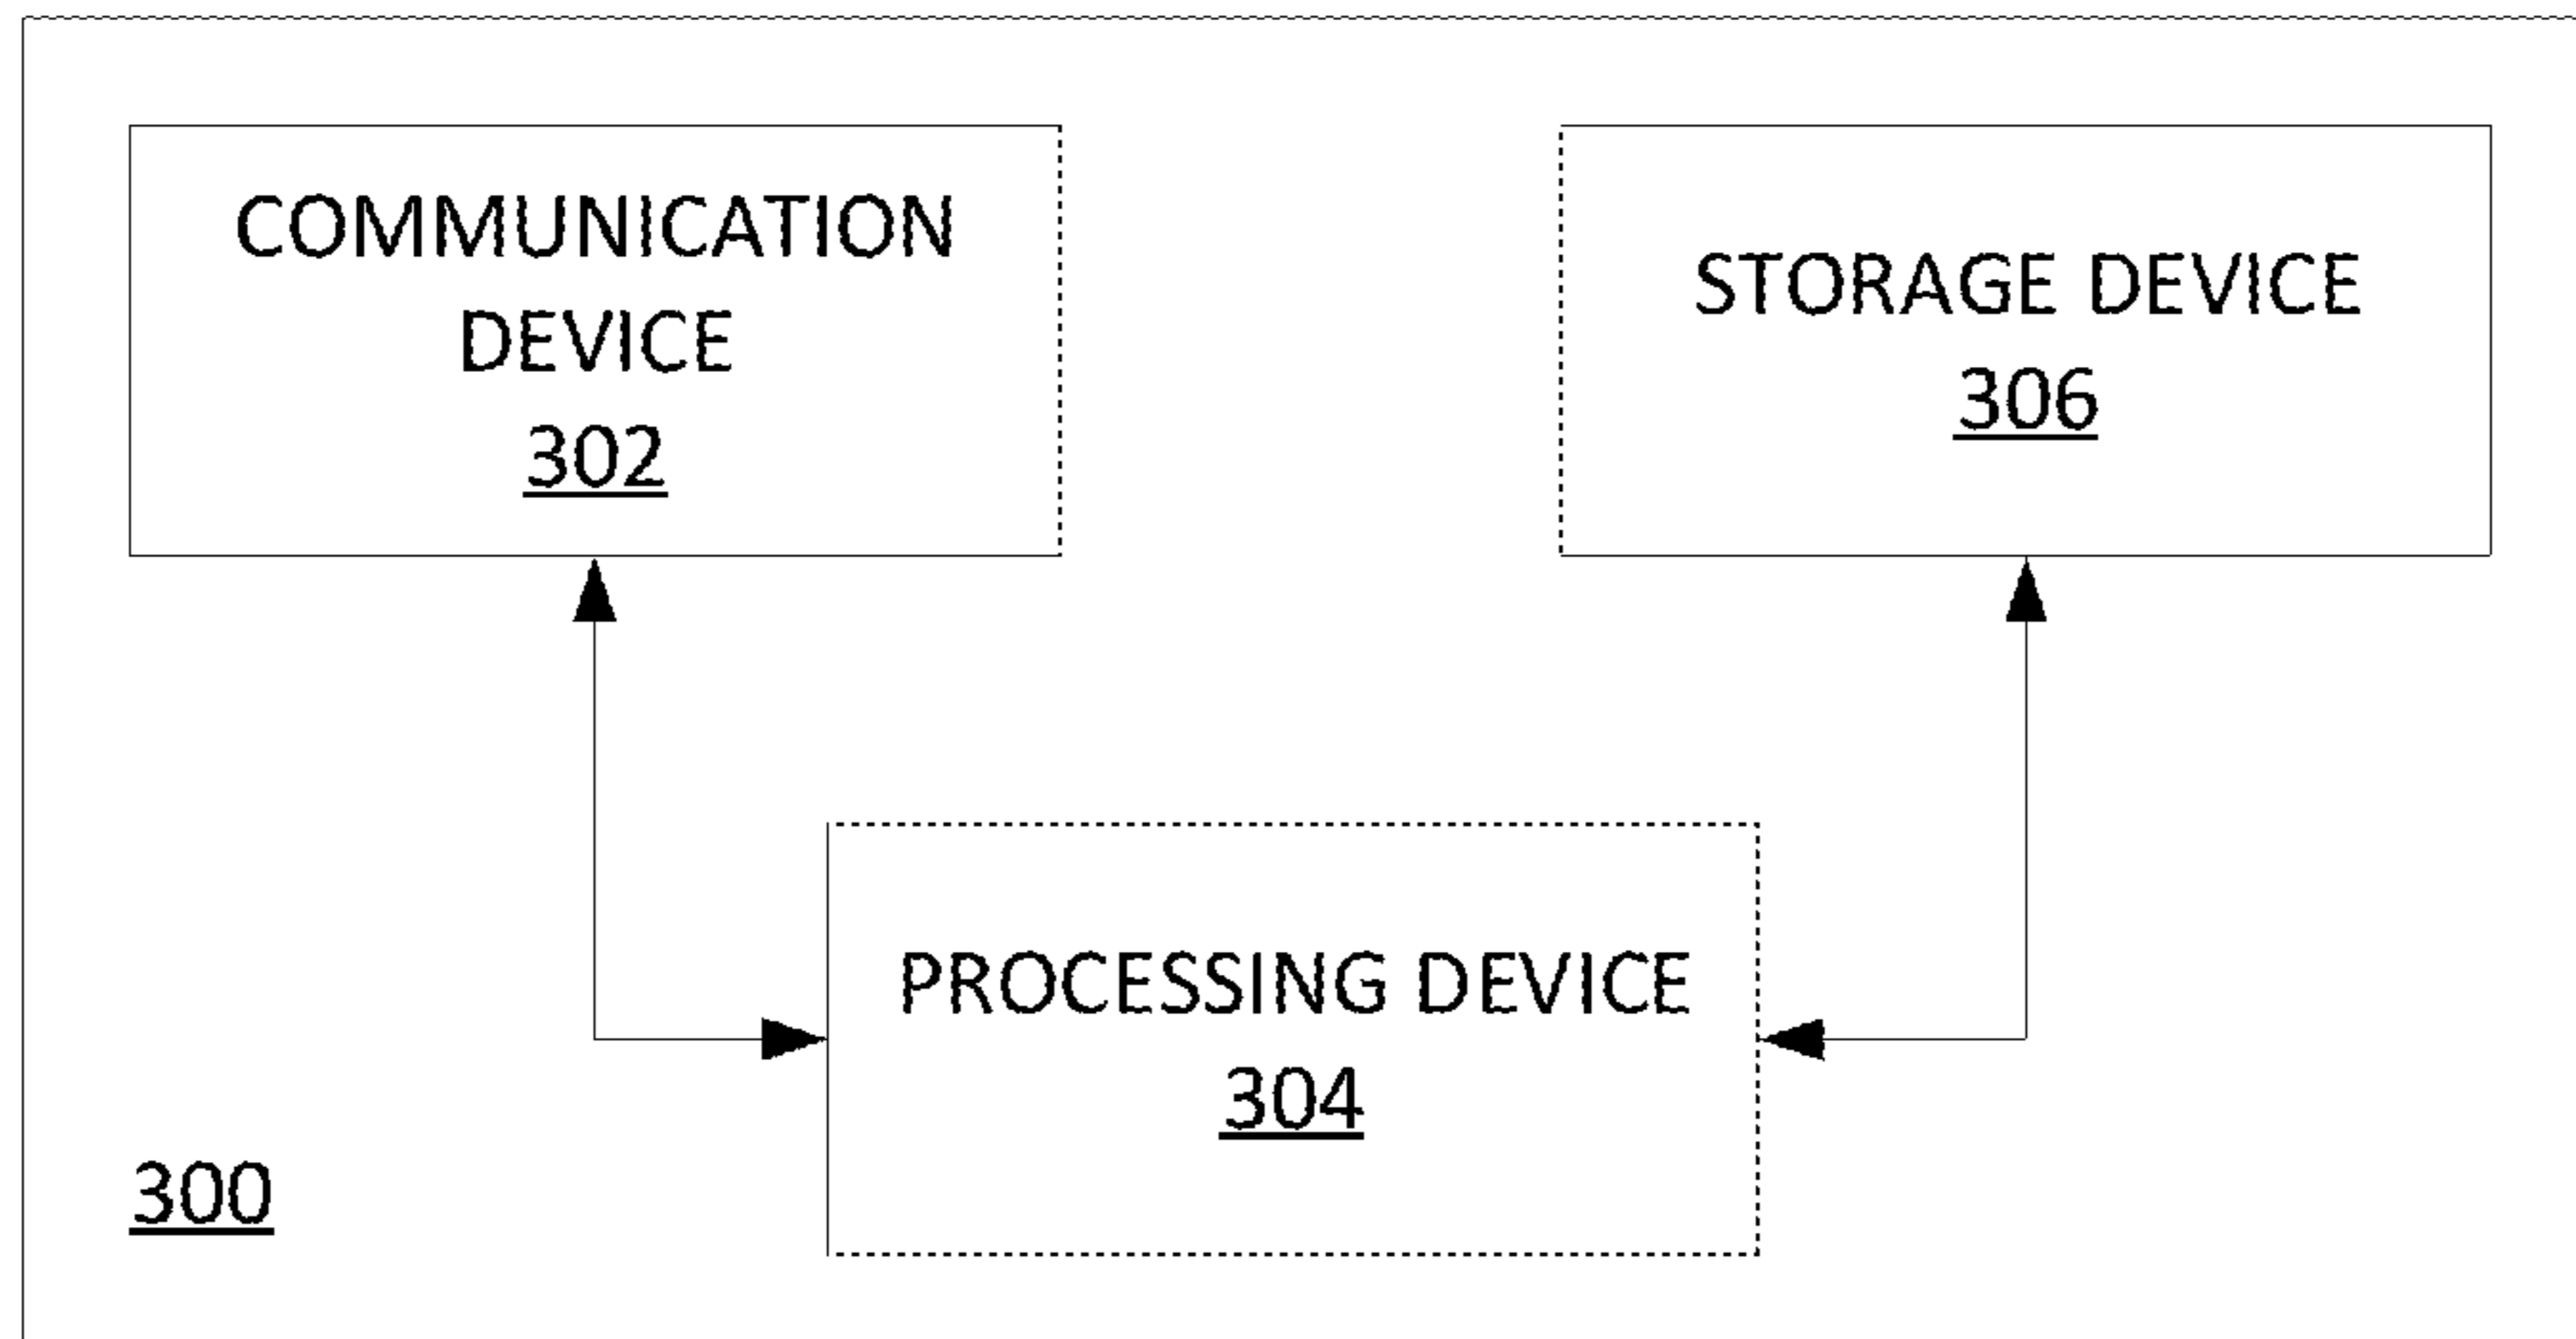 COMMUNICATION
DEVICE
302
STORAGE DEVICE
306
PROCESSING DEVICE
304
300